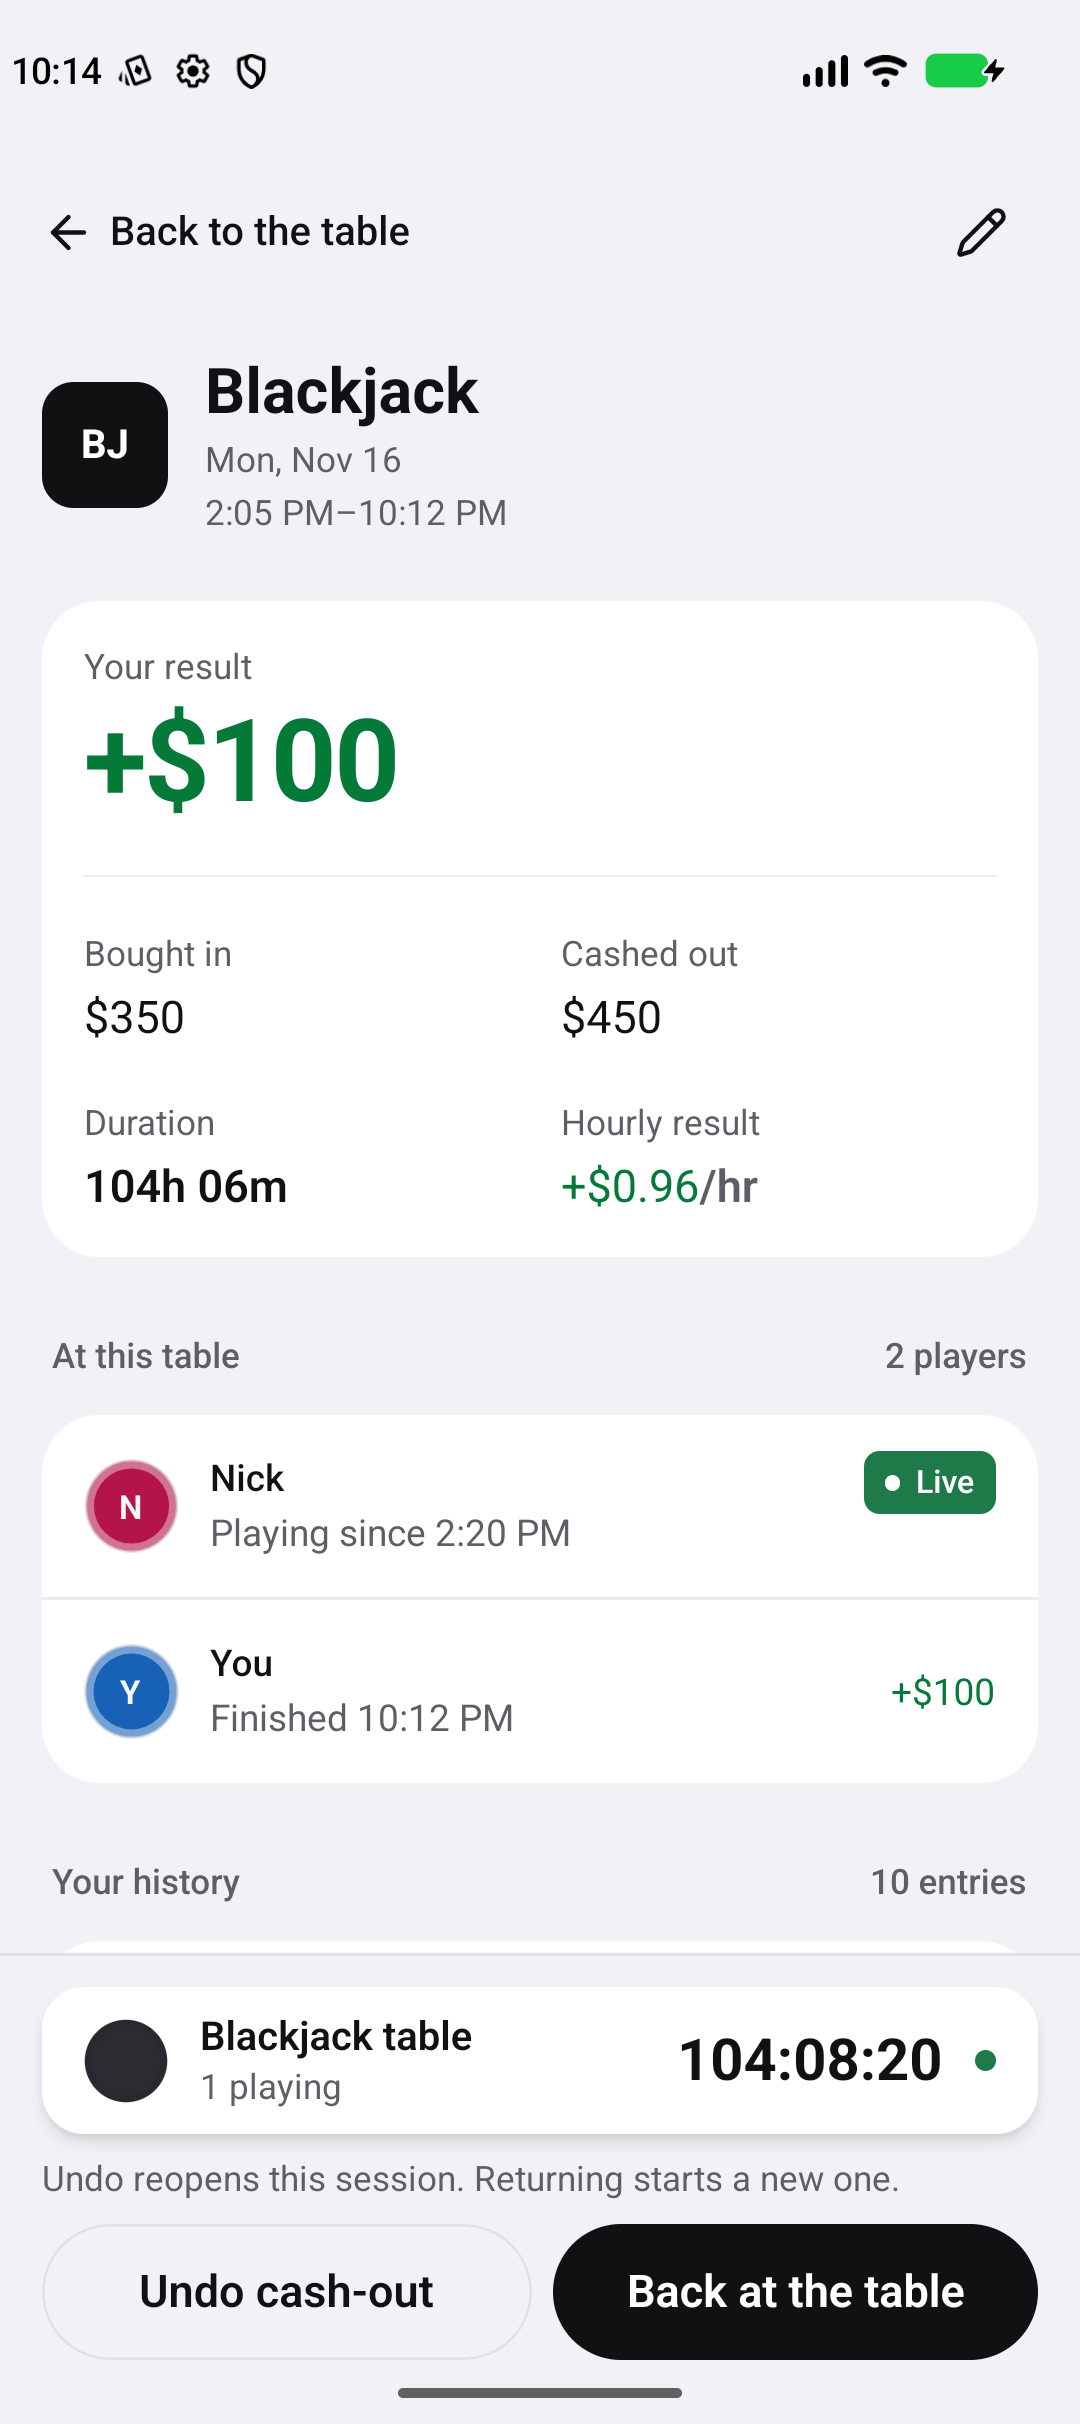 10:14
Back to the table
BJ
Blackjack
Mon, Nov 16
2:05 PM–10:12 PM
Your result
+$100
Bought in
Cashed out
$350
$450
Duration
Hourly result
104h 06m
+$0.96/hr
At this table
2 players
N
Nick
Playing since 2:20 PM
Live
Y
You
Finished 10:12 PM
+$100
Your history
10 entries
Blackjack table
1 playing
104:08:20
Undo reopens this session. Returning starts a new one.
Undo cash-out
Back at the table